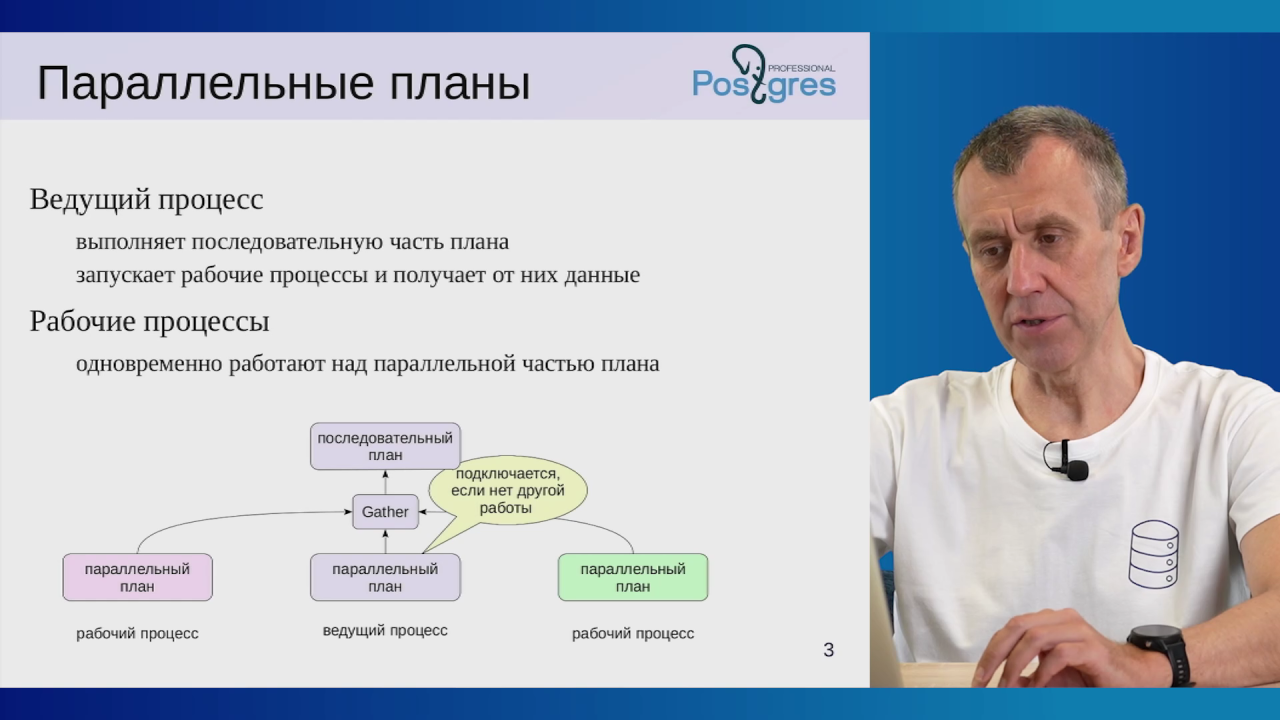 Параллельные планы
PROFESSIONAL
Postgres
Ведущий процесс
выполняет последовательную часть плана
запускает рабочие процессы и получает от них данные
Рабочие процессы
одновременно работают над параллельной частью плана
последовательный
план
подключается,
если нет другой
работы
Gather
параллельный
план
параллельный
план
параллельный
план
рабочий процесс
ведущий процесс
рабочий процесс
3